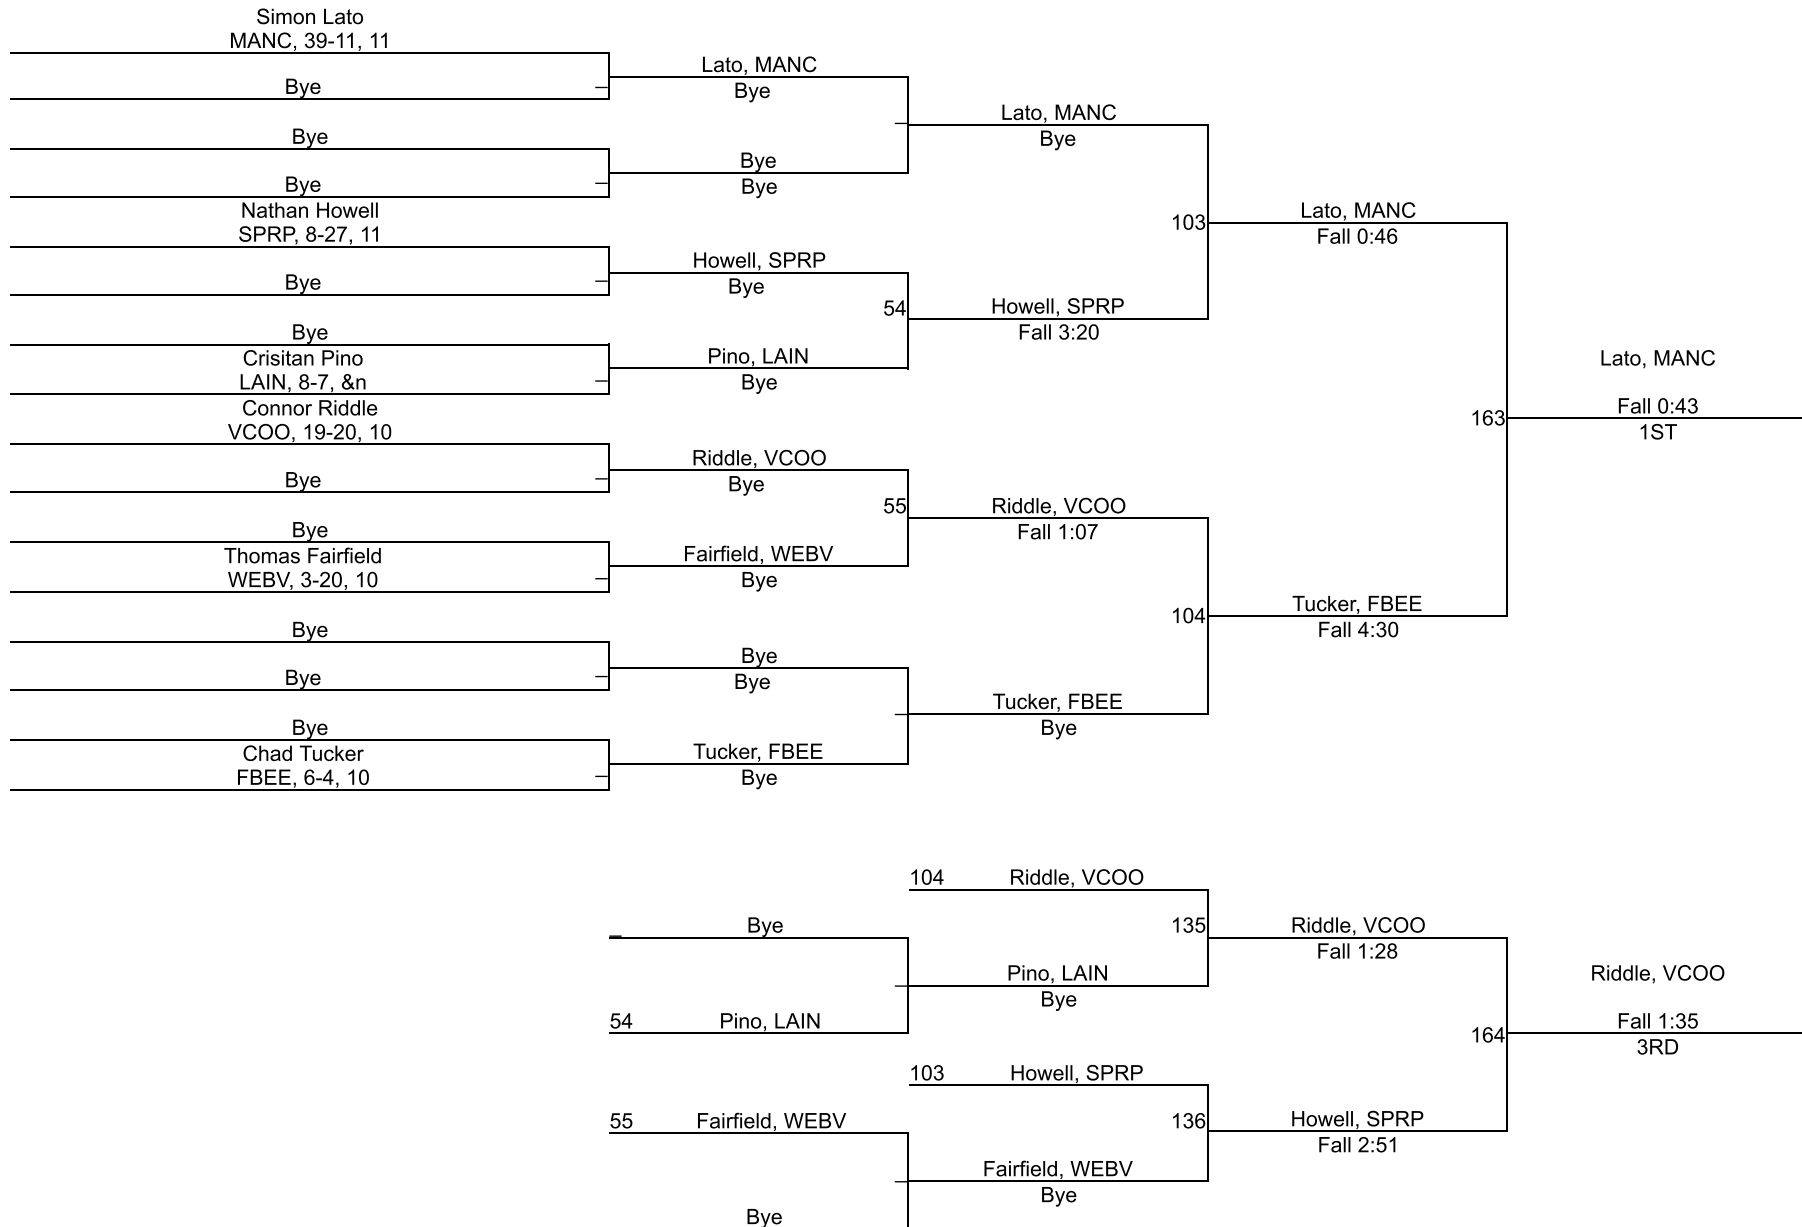 Simon Lato
MANC, 39-11, 11
Bye
Bye
Bye
Nathan Howell
SPRP, 8-27, 11
Bye
Bye
Crisitan Pino
LAIN, 8-7, &n
Connor Riddle
VCOO, 19-20, 10
Bye
Bye
Thomas Fairfield
WEBV, 3-20, 10
Bye
Bye
Bye
Chad Tucker
FBEE, 6-4, 10
Lato, MANC
Bye
Bye
Bye
Howell, SPRP
Bye
54
Pino, LAIN
Bye
Riddle, VCOO
Bye
55
Fairfield, WEBV
Bye
Bye
Bye
Tucker, FBEE
Bye
Lato, MANC
Bye
103
Howell, SPRP
Fall 3:20
Riddle, VCOO
Fall 1:07
104
Tucker, FBEE
Bye
Lato, MANC
Fall 0:46
163
Tucker, FBEE
Fall 4:30
Lato, MANC
Fall 0:43
1ST
Bye
54 Pino, LAIN
55 Fairfield, WEBV
Bye
104 Riddle, VCOO
135
Pino, LAIN
Bye
103 Howell, SPRP
136
Fairfield, WEBV
Bye
Riddle, VCOO
Fall 1:28
164
Howell, SPRP
Fall 2:51
Riddle, VCOO
Fall 1:35
3RD